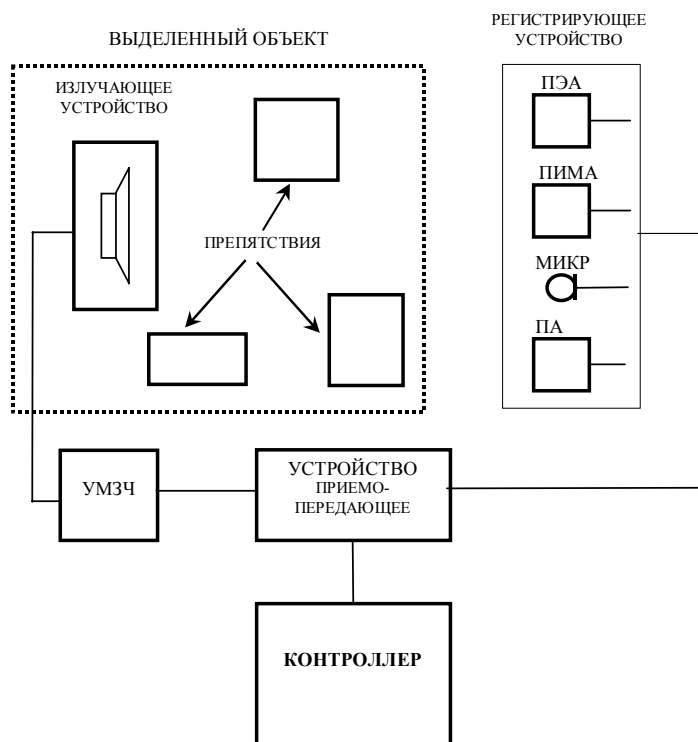 ВЫДЕЛЕННЫЙ ОБЪЕКТ
РЕГИСТРИРУЮЩЕЕ
УСТРОЙСТВО
ИЗЛУЧАЮЩЕЕ
УСТРОЙСТВО
ПРЕПЯТСТВИЯ
ПЭА
ПИМА
МИКР
ПА
УМЗЧ
УСТРОЙСТВО
ПРИЕМО-
ПЕРЕДАЮЩЕЕ
КОНТРОЛЛЕР